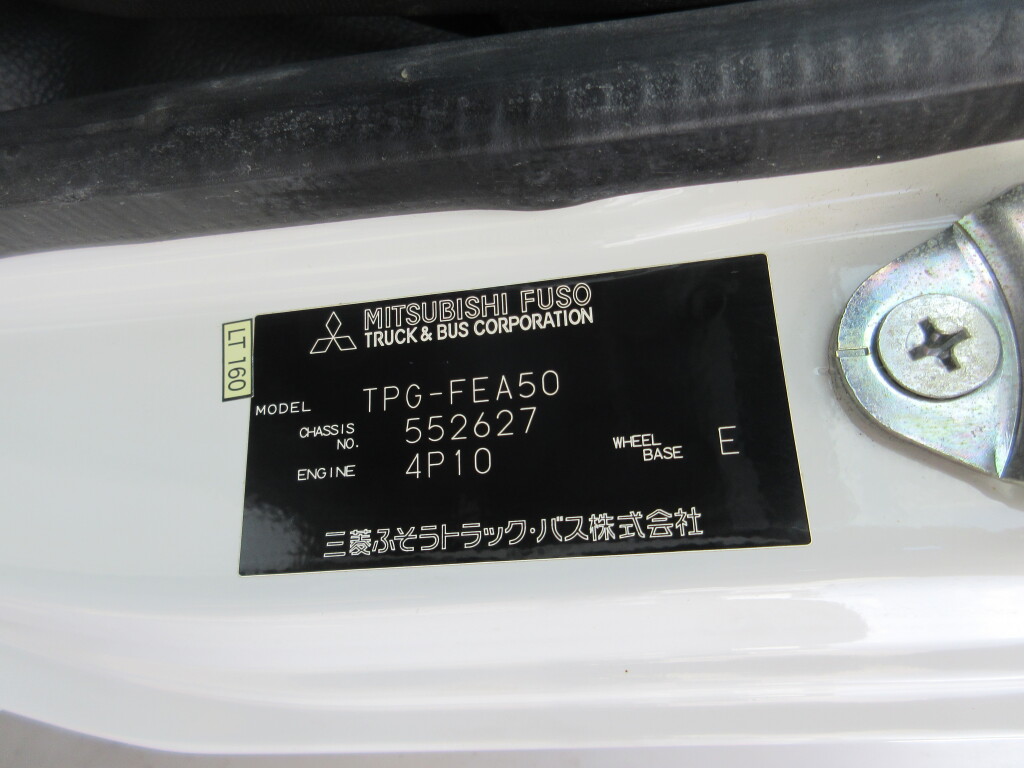 LT 160
MITSUBISHI FUSO
TRUCK & BUS CORPORATION
MODEL TPG-FEA50
CHASSIS NO. 552627
ENGINE 4P10
WHEEL BASE E
三菱ふそうトラック・バス株式会社